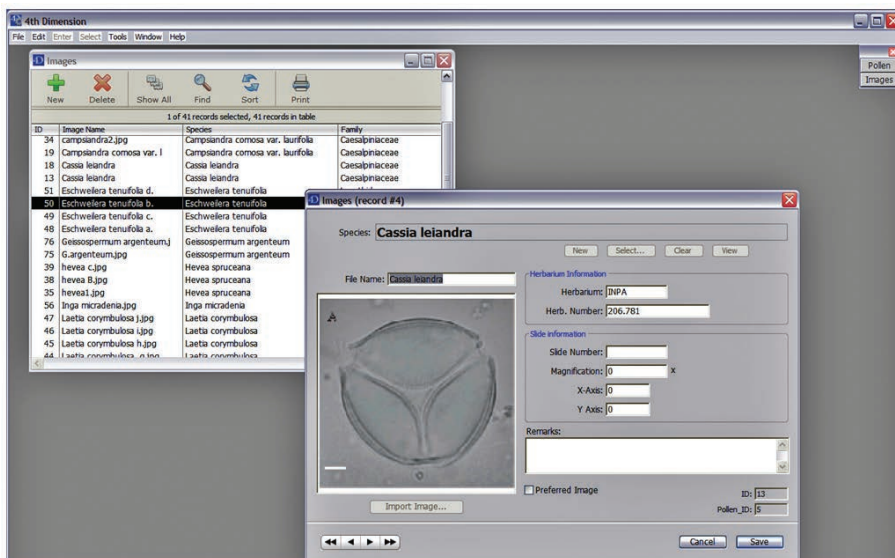 4th Dimension
File Edit Enter Select Tools Window Help
Pollen
Images
Images
New Delete Show All Find Sort Print
1 of 41 records selected, 41 records in table
ID Image Name Species Family
34 campsiandra2.jpg Campsiandra comosa var. laurifolia Caesalpiniaceae
19 Campsiandra comosa var. l Campsiandra comosa var. laurifolia Caesalpiniaceae
18 Cassia leiandra Cassia leiandra Caesalpiniaceae
13 Cassia leiandra Cassia leiandra Caesalpiniaceae
51 Eschweilera tenuifolia d. Eschweilera tenuifolia
50 Eschweilera tenuifolia b. Eschweilera tenuifolia
49 Eschweilera tenuifolia c. Eschweilera tenuifolia
48 Eschweilera tenuifolia a. Eschweilera tenuifolia
76 Geissospermum argenteum.j Geissospermum argenteum
75 G.argenteum.jpg Geissospermum argenteum
39 hevea c.jpg Hevea spruceana
38 hevea B.jpg Hevea spruceana
35 hevea1.jpg Hevea spruceana
56 Inga micradenia.jpg Inga micradenia
47 Laetia corymbulosa j.jpg Laetia corymbulosa
46 Laetia corymbulosa i.jpg Laetia corymbulosa
45 Laetia corymbulosa h.jpg Laetia corymbulosa
44 Laetia corymbulosa g.jpg Laetia corymbulosa
Images (record #4)
Species: Cassia leiandra
New Select... Clear View
File Name: Cassia leiandra
A
Import Image...
Herbarium Information
Herbarium: INPA
Herb. Number: 206.781
Slide information
Slide Number:
Magnification: 0 x
X-Axis: 0
Y Axis: 0
Remarks:
Preferred Image
ID: 13
Pollen_ID: 5
Cancel Save